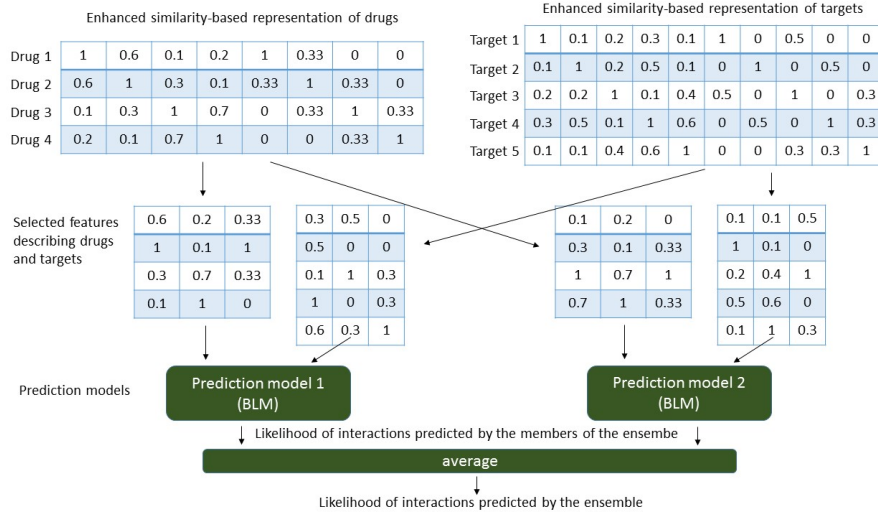 Enhanced similarity-based representation of drugs
Drug 1 1 0.6 0.1 0.2 1 0.33 0 0
Drug 2 0.6 1 0.3 0.1 0.33 1 0.33 0
Drug 3 0.1 0.3 1 0.7 0 0.33 1 0.33
Drug 4 0.2 0.1 0.7 1 0 0 0.33 1
Enhanced similarity-based representation of targets
Target 1 1 0.1 0.2 0.3 0.1 1 0 0.5 0 0
Target 2 0.1 1 0.2 0.5 0.1 0 1 0 0.5 0
Target 3 0.2 0.2 1 0.1 0.4 0.5 0 1 0 0.3
Target 4 0.3 0.5 0.1 1 0.6 0 0.5 0 1 0.3
Target 5 0.1 0.1 0.4 0.6 1 0 0 0.3 0.3 1
Selected features
describing drugs
and targets
0.6 0.2 0.33
1 0.1 1
0.3 0.7 0.33
0.1 1 0
0.3 0.5 0
0.5 0 0
0.1 1 0.3
1 0 0.3
0.6 0.3 1
0.1 0.2 0
0.3 0.1 0.33
1 0.7 1
0.7 1 0.33
0.1 0.1 0.5
1 0.1 0
0.2 0.4 1
0.5 0.6 0
0.1 1 0.3
Prediction models
Prediction model 1
(BLM)
Prediction model 2
(BLM)
Likelihood of interactions predicted by the members of the ensembe
average
Likelihood of interactions predicted by the ensemble